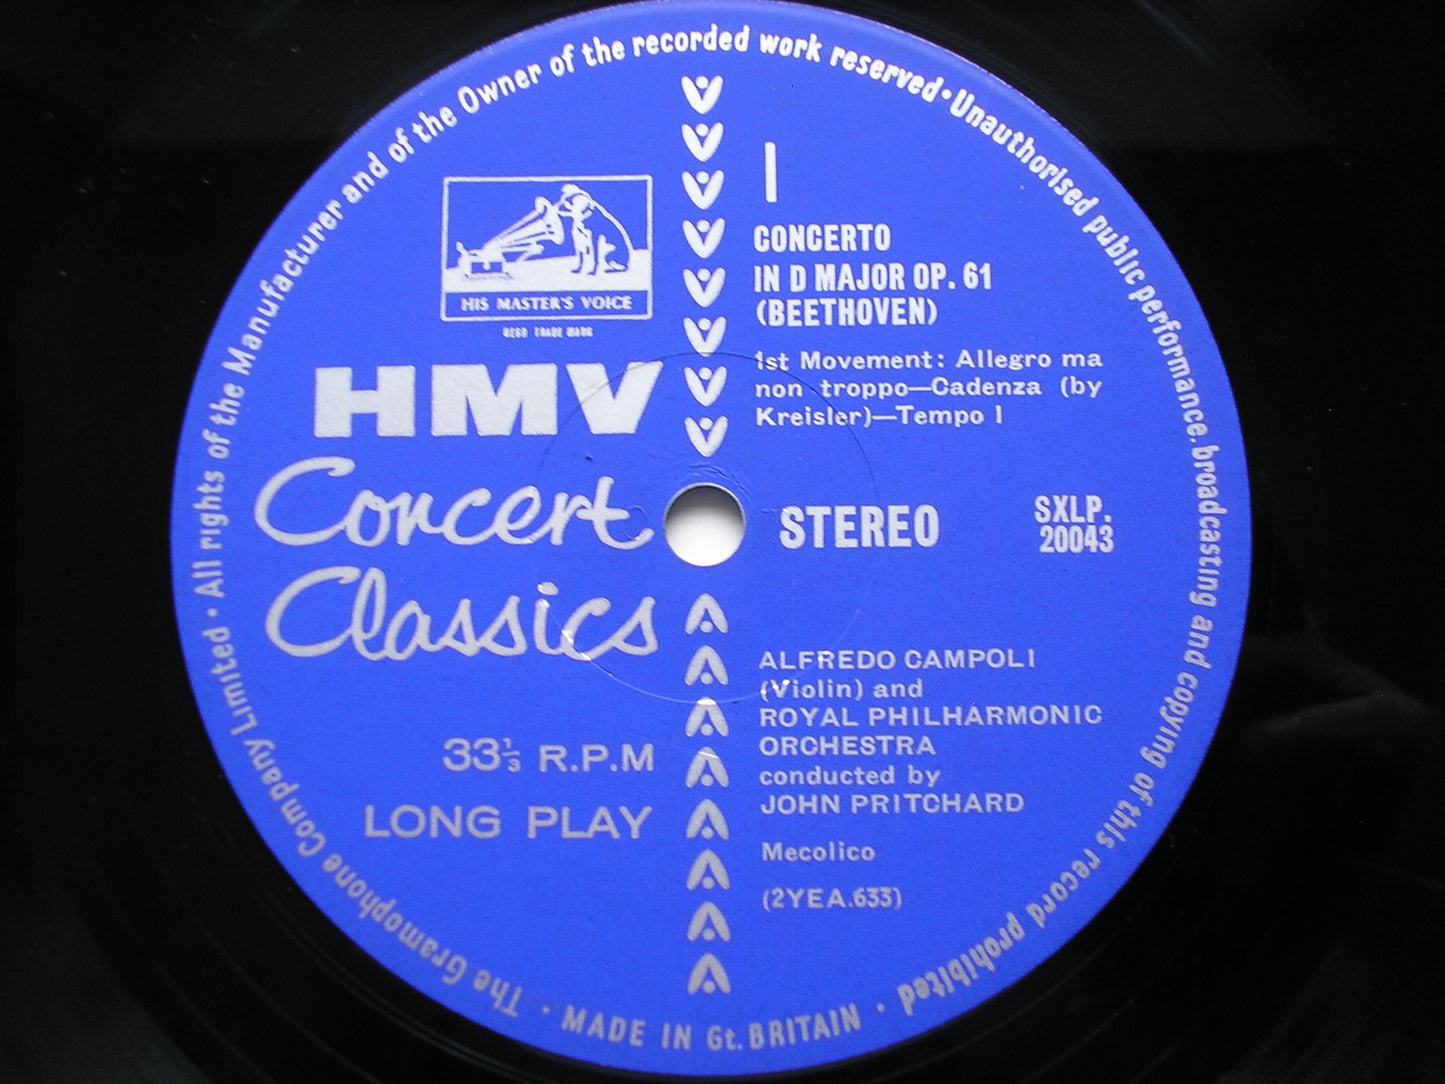 The Gramophone Company Limited · All rights of the Manufacturer and of the Owner of the recorded work reserved · Unauthorised public performance, broadcasting and copying of this record prohibited ·
MADE IN Gt. BRITAIN ·
HIS MASTER'S VOICE
REGD TRADE MARK
HMV
Concert
Classics
33⅓ R.P.M
LONG PLAY
1
CONCERTO
IN D MAJOR OP. 61
(BEETHOVEN)
1st Movement: Allegro ma
non troppo—Cadenza (by
Kreisler)—Tempo I
STEREO
SXLP.
20043
ALFREDO CAMPOLI
(Violin) and
ROYAL PHILHARMONIC
ORCHESTRA
conducted by
JOHN PRITCHARD
Mecolico
(2YEA.633)